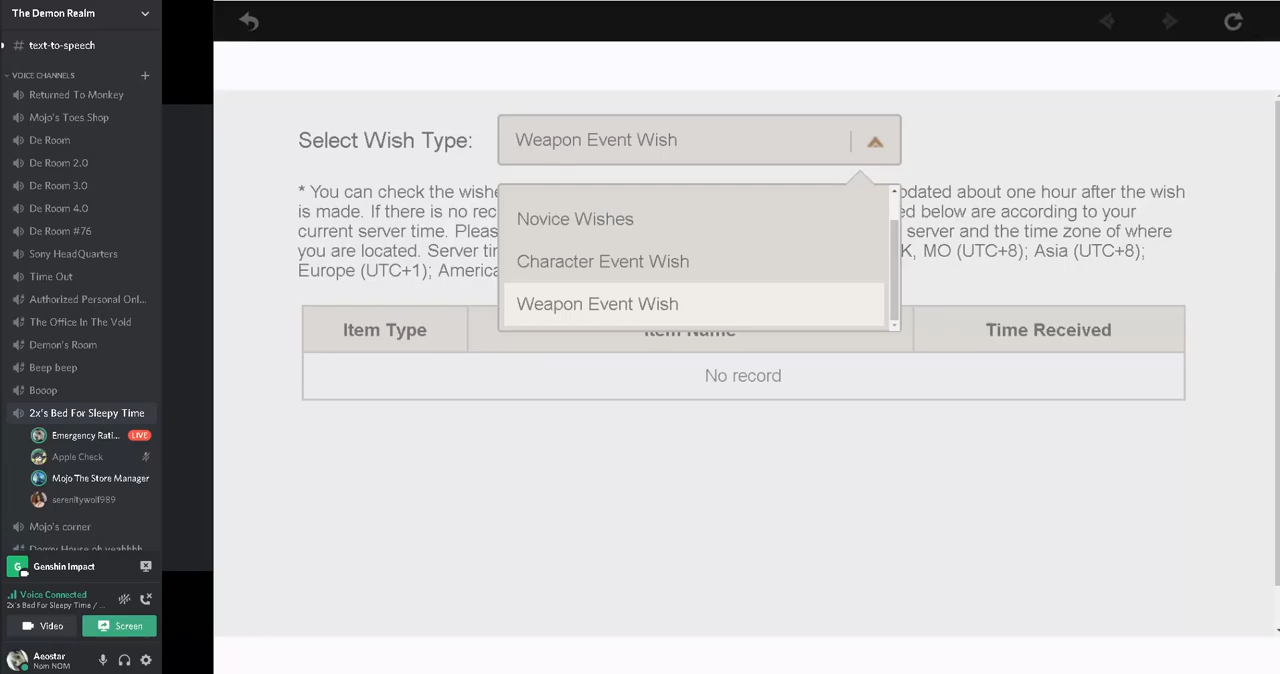 The Demon Realm
# text-to-speech
VOICE CHANNELS
Returned To Monkey
Mojo's Toes Shop
De Room
De Room 2.0
De Room 3.0
De Room 4.0
De Room #76
Sony HeadQuarters
Time Out
Authorized Personal Onl...
The Office In The Void
Demon's Room
Beep beep
Booop
2x's Bed For Sleepy Time
Emergency Rati... LIVE
Apple Check
Mojo The Store Manager
serenitywolf989
Mojo's corner
Doggy House oh yeahhhh
G Genshin Impact
Voice Connected
2x's Bed For Sleepy Time / ...
Video Screen
Aeostar
Nom NOM
Select Wish Type: Weapon Event Wish
* You can check the wishe pdated about one hour after the wish
is made. If there is no rec ed below are according to your
current server time. Pleas server and the time zone of where
you are located. Server tim K, MO (UTC+8); Asia (UTC+8);
Europe (UTC+1); America
Novice Wishes
Character Event Wish
Weapon Event Wish
Item Type Item Name Time Received
No record